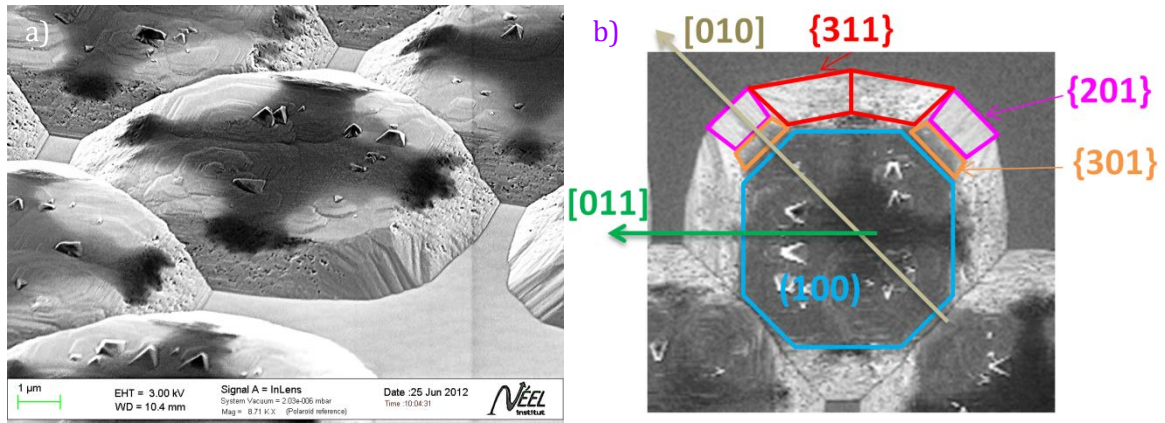 a)
1 µm
EHT = 3.00 kV
WD = 10.4 mm
Signal A = InLens
System Vacuum = 2.03e-006 mbar
Mag = 8.71 K X (Polaroid reference)
Date :25 Jun 2012
Time :10:04:31
NÉEL
institut
b)
[010]
{311}
{201}
{301}
[011]
(100)